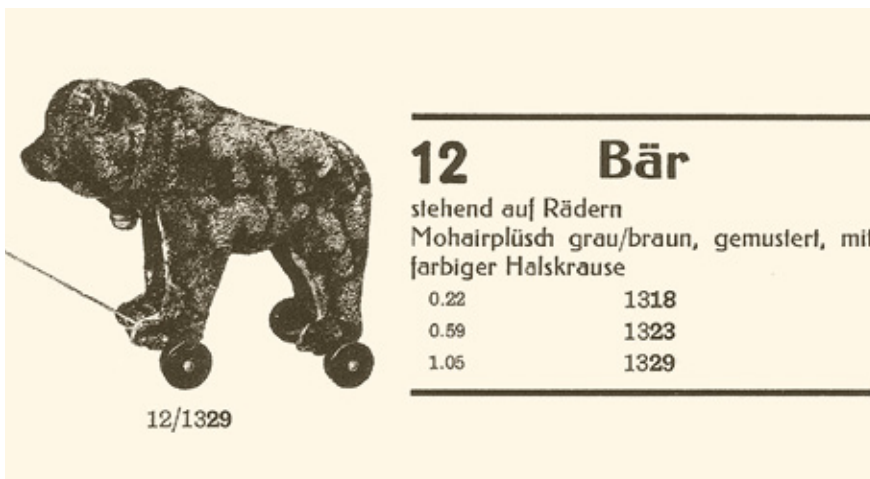 12 Bär
stehend auf Rädern
Mohairplüsch grau/braun, gemustert, mit
farbiger Halskrause
0.22 1318
0.59 1323
1.05 1329
12/1329